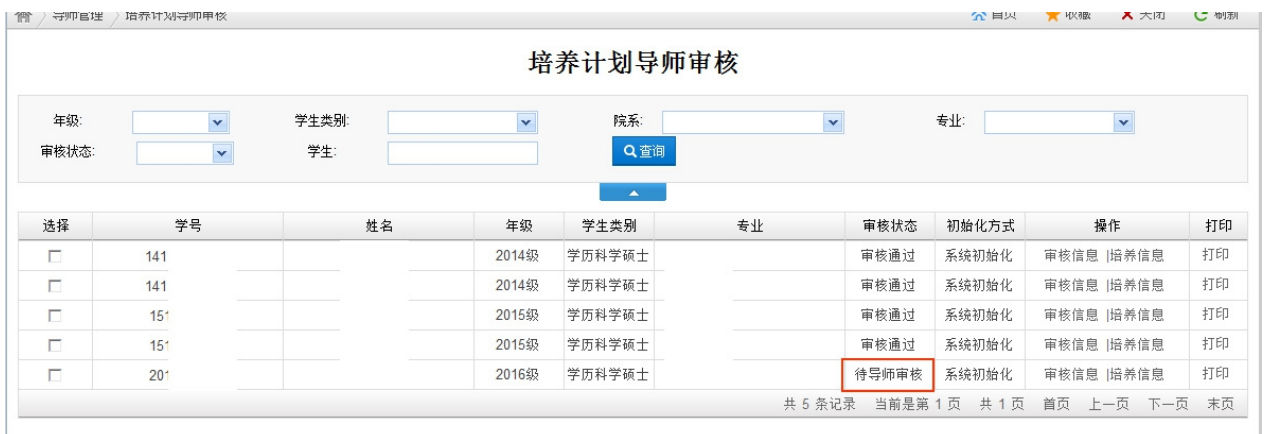 导师管理 培养计划导师审核 首页 收藏 关闭 刷新
培养计划导师审核
年级: 学生类别: 院系: 专业:
审核状态: 学生: 查询
选择 学号 姓名 年级 学生类别 专业 审核状态 初始化方式 操作 打印
141 2014级 学历科学硕士 审核通过 系统初始化 审核信息 |培养信息 打印
141 2014级 学历科学硕士 审核通过 系统初始化 审核信息 |培养信息 打印
151 2015级 学历科学硕士 审核通过 系统初始化 审核信息 |培养信息 打印
151 2015级 学历科学硕士 审核通过 系统初始化 审核信息 |培养信息 打印
201 2016级 学历科学硕士 待导师审核 系统初始化 审核信息 |培养信息 打印
共 5 条记录 当前是第 1 页 共 1 页 首页 上一页 下一页 末页